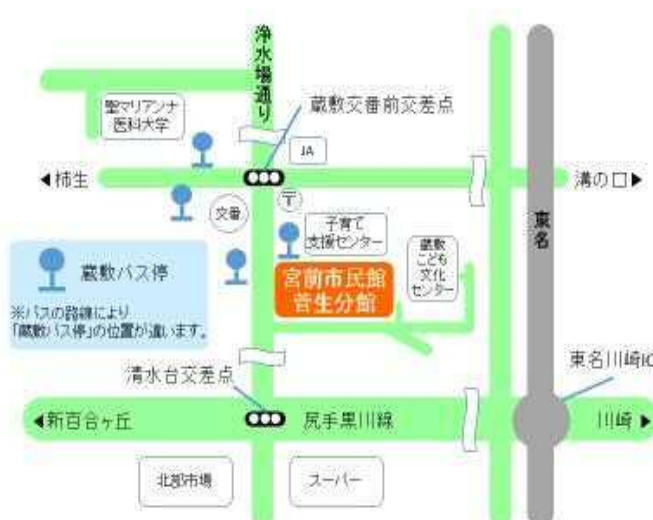 浄水場通り
聖マリアンナ
医科大学
蔵敷交番前交差点
JA
◀柿生
溝の口▶
東名
交番
〒
子育て
支援センター
蔵敷
こども
文化
センター
蔵敷バス停
※バスの路線により
「蔵敷バス停」の位置が違います。
宮前市民館
菅生分館
清水台交差点
東名川崎IC
◀新百合ヶ丘
尻手黒川線
川崎▶
北部市場
スーパー